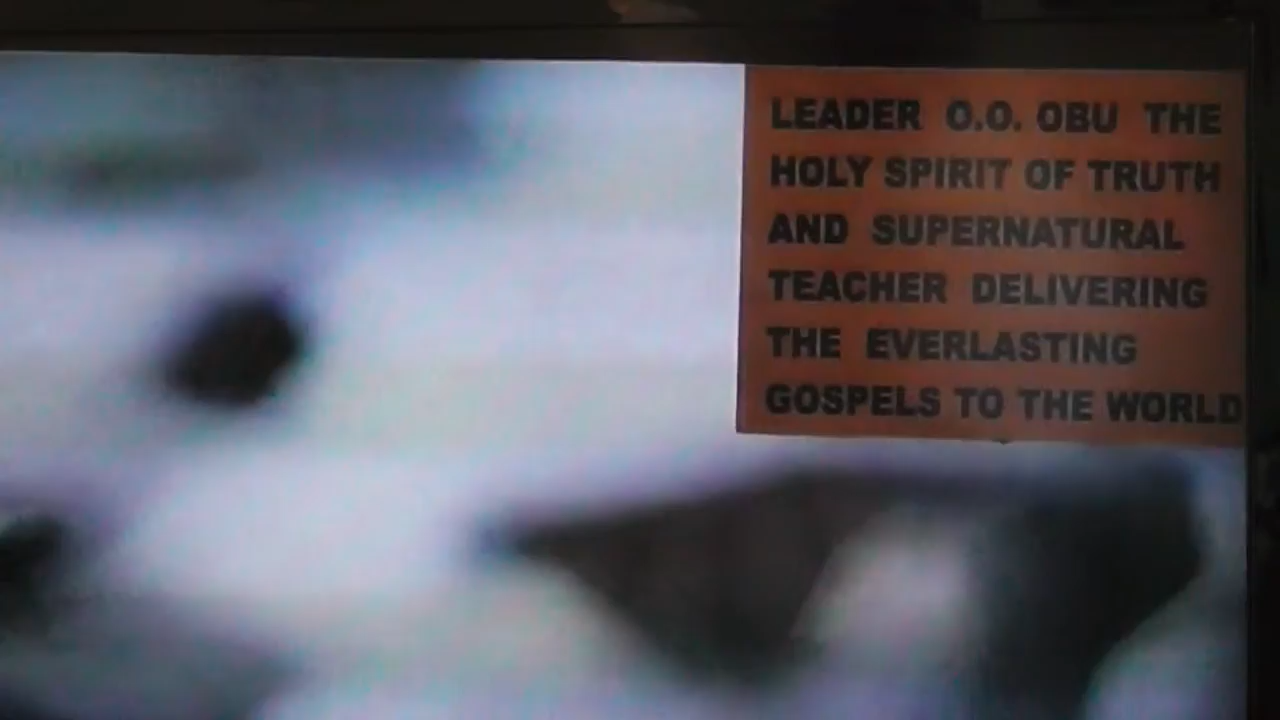 LEADER O.O. OBU THE
HOLY SPIRIT OF TRUTH
AND SUPERNATURAL
TEACHER DELIVERING
THE EVERLASTING
GOSPELS TO THE WORLD